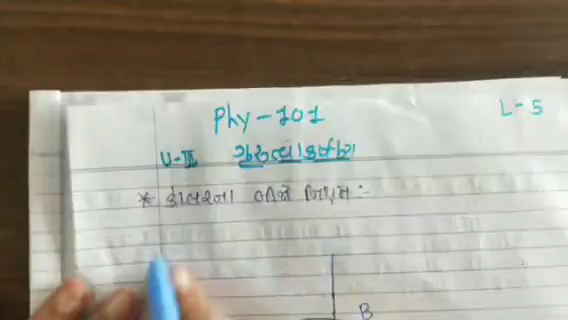 Phy-101
L-5
U-III ગુરુત્વાકર્ષણ
* કેપ્લરના બીજો નિયમ :-
B